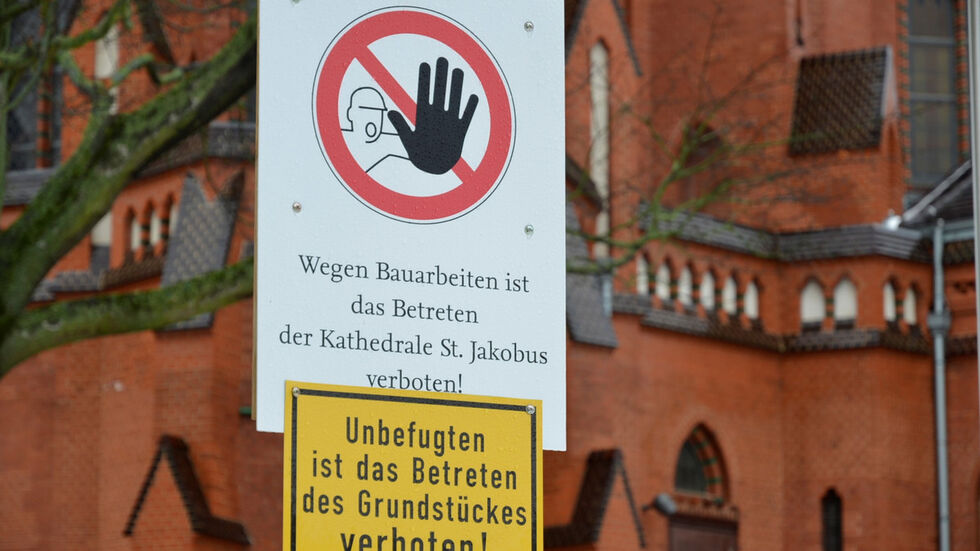 Wegen Bauarbeiten ist
das Betreten
der Kathedrale St. Jakobus
verboten!
Unbefugten
ist das Betreten
des Grundstückes
verboten!